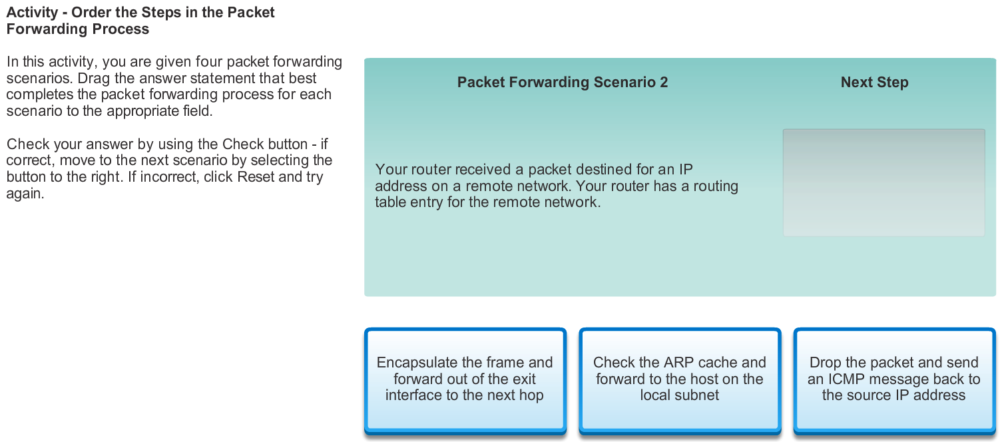 Activity - Order the Steps in the Packet
Forwarding Process
In this activity, you are given four packet forwarding
scenarios. Drag the answer statement that best
completes the packet forwarding process for each
scenario to the appropriate field.
Check your answer by using the Check button - if
correct, move to the next scenario by selecting the
button to the right. If incorrect, click Reset and try
again.
Packet Forwarding Scenario 2
Next Step
Your router received a packet destined for an IP
address on a remote network. Your router has a routing
table entry for the remote network.
Encapsulate the frame and
forward out of the exit
interface to the next hop
Check the ARP cache and
forward to the host on the
local subnet
Drop the packet and send
an ICMP message back to
the source IP address